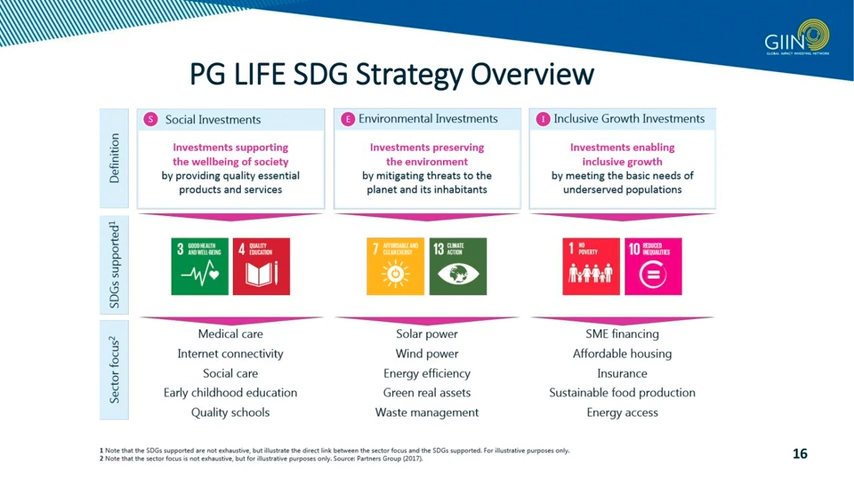 GIIN
GLOBAL IMPACT INVESTING NETWORK
PG LIFE SDG Strategy Overview
Definition
S Social Investments
Investments supporting
the wellbeing of society
by providing quality essential
products and services
E Environmental Investments
Investments preserving
the environment
by mitigating threats to the
planet and its inhabitants
I Inclusive Growth Investments
Investments enabling
inclusive growth
by meeting the basic needs of
underserved populations
SDGs supported1
3 GOOD HEALTH
AND WELL-BEING
4 QUALITY
EDUCATION
7 AFFORDABLE AND
CLEAN ENERGY
13 CLIMATE
ACTION
1 NO
POVERTY
10 REDUCED
INEQUALITIES
Sector focus2
Medical care
Internet connectivity
Social care
Early childhood education
Quality schools
Solar power
Wind power
Energy efficiency
Green real assets
Waste management
SME financing
Affordable housing
Insurance
Sustainable food production
Energy access
1 Note that the SDGs supported are not exhaustive, but illustrate the direct link between the sector focus and the SDGs supported. For illustrative purposes only.
2 Note that the sector focus is not exhaustive, but for illustrative purposes only. Source: Partners Group (2017).
16